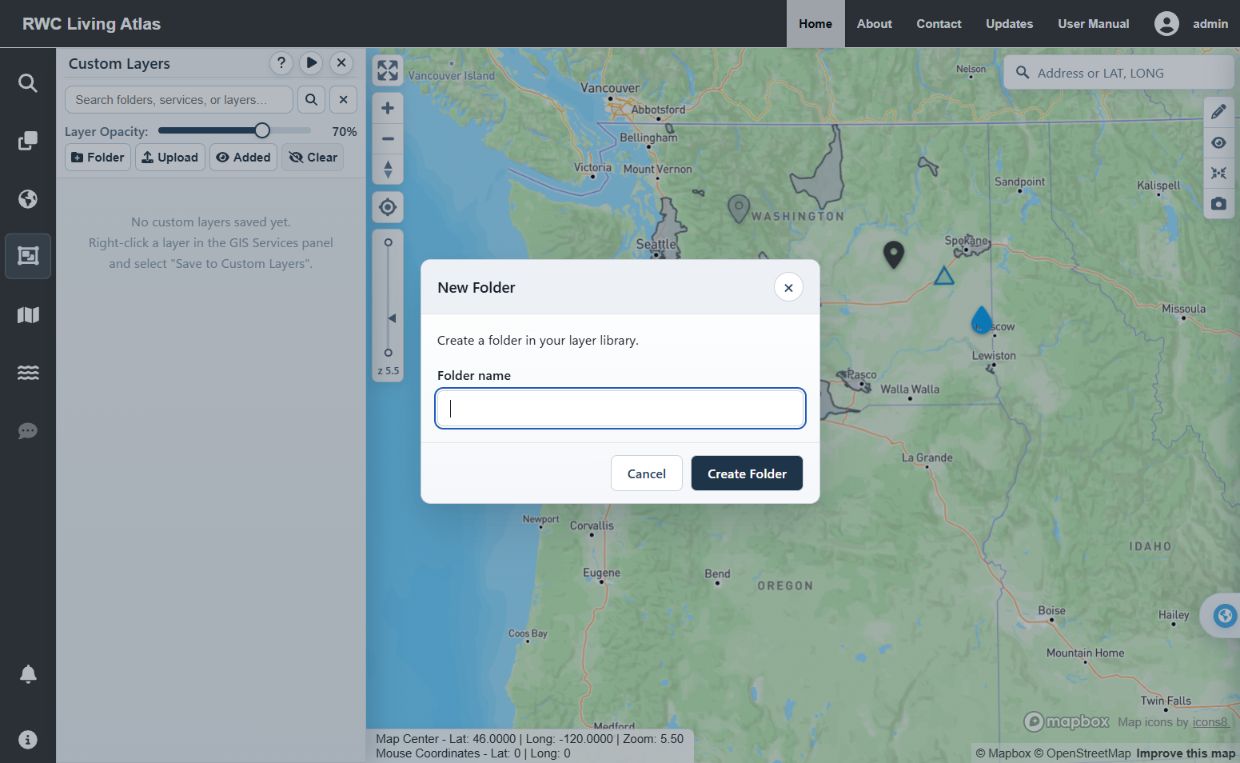 RWC Living Atlas
Home
About
Contact
Updates
User Manual
admin
Custom Layers
?
Search folders, services, or layers...
Layer Opacity:
70%
Folder
Upload
Added
Clear
No custom layers saved yet.
Right-click a layer in the GIS Services panel
and select "Save to Custom Layers".
Address or LAT, LONG
z 5.5
New Folder
Create a folder in your layer library.
Folder name
Cancel
Create Folder
Vancouver Island
Vancouver
Nelson
Abbotsford
Bellingham
Victoria
Mount Vernon
Sandpoint
Kalispell
WASHINGTON
Seattle
Spokane
Missoula
Lewiston
Pasco
Walla Walla
La Grande
Newport
Corvallis
IDAHO
Eugene
Bend
OREGON
Boise
Hailey
Coos Bay
Mountain Home
Twin Falls
Medford
mapbox
Map icons by icons8.
Map Center - Lat: 46.0000 | Long: -120.0000 | Zoom: 5.50
Mouse Coordinates - Lat: 0 | Long: 0
© Mapbox © OpenStreetMap Improve this map